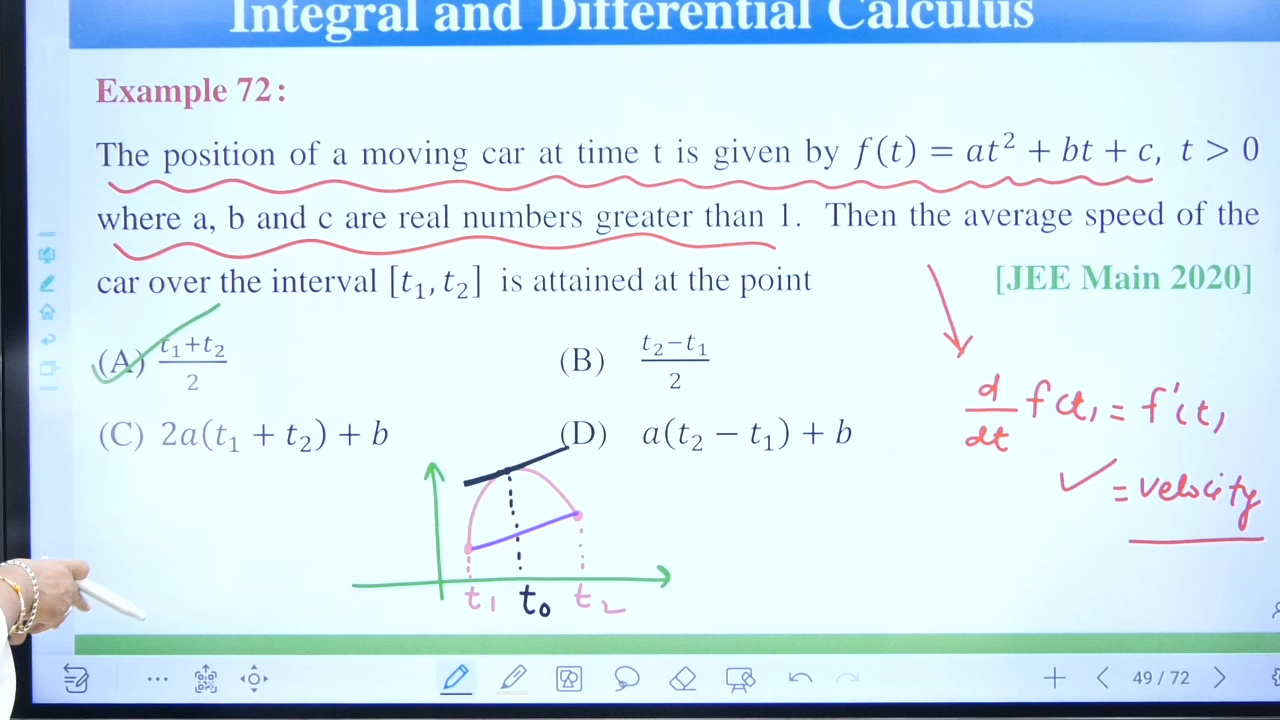 Integral and Differential Calculus
Example 72:
The position of a moving car at time t is given by f(t) = at² + bt + c, t > 0
where a, b and c are real numbers greater than 1. Then the average speed of the
car over the interval [t₁, t₂] is attained at the point [JEE Main 2020]
(A) t₁+t₂/2 (B) t₂−t₁/2
(C) 2a(t₁ + t₂) + b (D) a(t₂ − t₁) + b
d/dt f(t) = f'(t)
= velocity
t₁ t₀ t₂
49 / 72